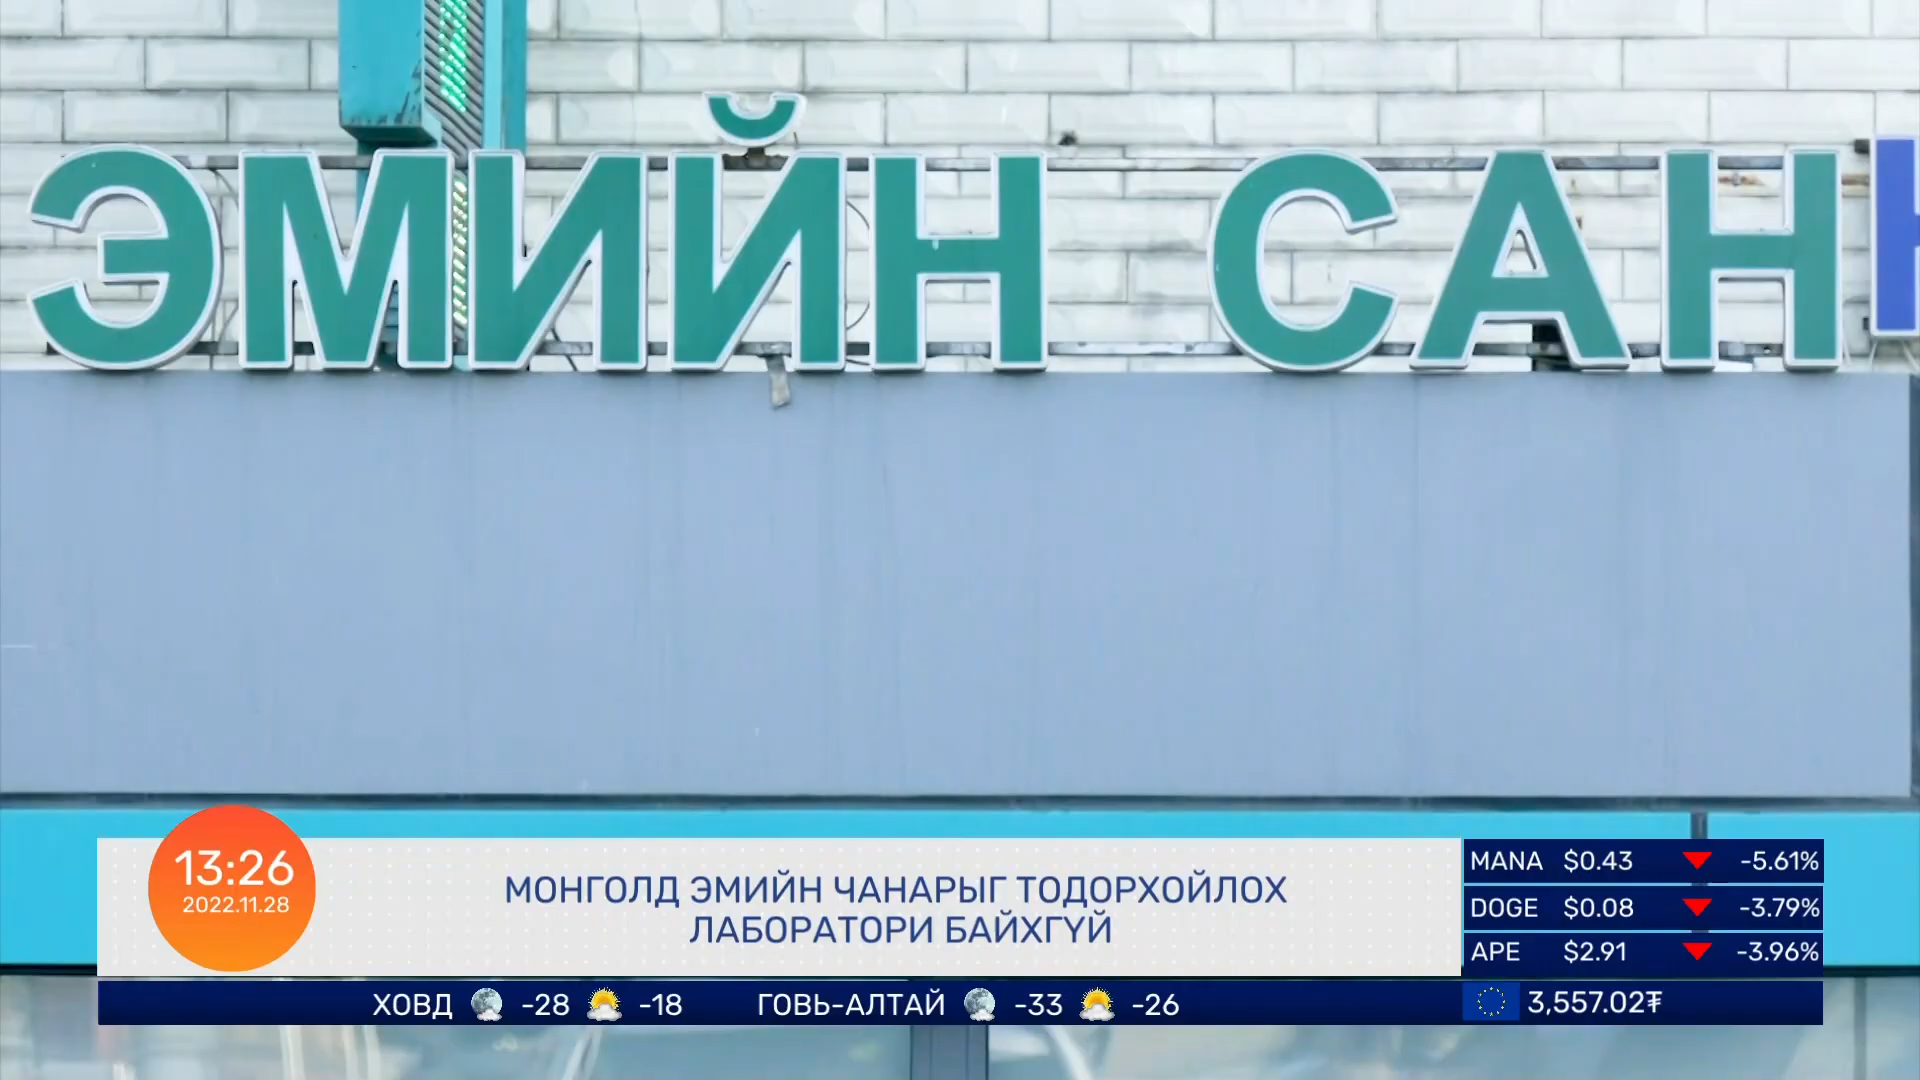 ЭМИЙН САН
13:26
2022.11.28
МОНГОЛД ЭМИЙН ЧАНАРЫГ ТОДОРХОЙЛОХ
ЛАБОРАТОРИ БАЙХГҮЙ
MANA $0.43 -5.61%
DOGE $0.08 -3.79%
APE $2.91 -3.96%
ХОВД -28 -18 ГОВЬ-АЛТАЙ -33 -26
3,557.02₮